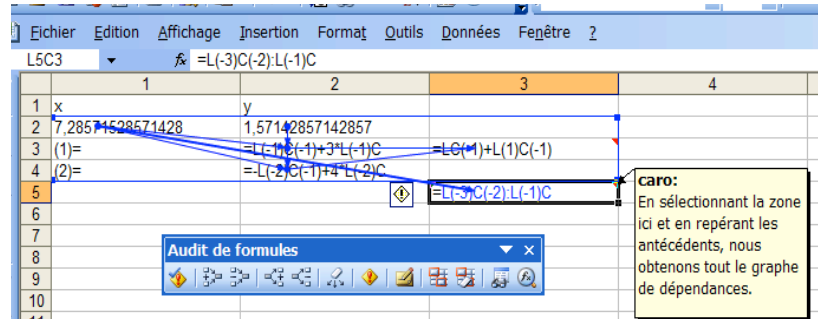 Fichier Edition Affichage Insertion Format Outils Données Fenêtre ?
L5C3 fx =L(-3)C(-2):L(-1)C
1 2 3 4
1 x y
2 7,28571528571428 1,57142857142857
3 (1)= =L(-1)C(-1)+3*L(-1)C =LC(-1)+L(1)C(-1)
4 (2)= =-L(-2)C(-1)+4*L(-2)C
5 =L(-3)C(-2):L(-1)C
6
7
8
9
10
caro:
En sélectionnant la zone
ici et en repérant les
antécédents, nous
obtenons tout le graphe
de dépendances.
Audit de formules